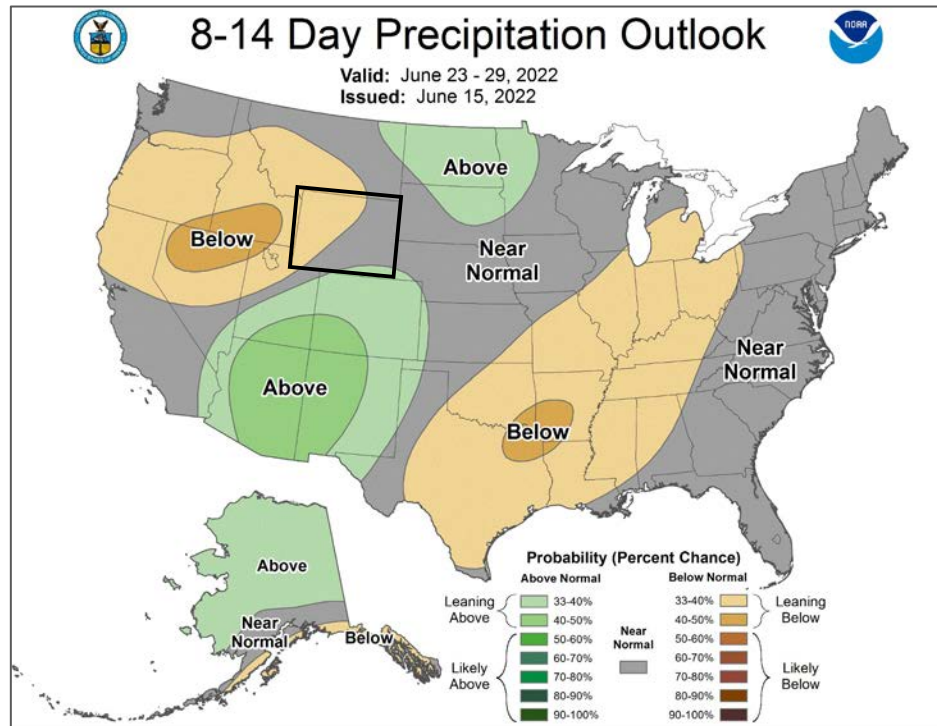 8-14 Day Precipitation Outlook
NOAA
Valid: June 23 - 29, 2022
Issued: June 15, 2022
Above
Below
Near
Normal
Above
Near
Normal
Below
Above
Near
Normal
Below
Probability (Percent Chance)
Above Normal
Below Normal
Leaning
Above
33-40%
40-50%
Likely
Above
50-60%
60-70%
70-80%
80-90%
90-100%
Near
Normal
33-40%
40-50%
Leaning
Below
50-60%
60-70%
70-80%
80-90%
90-100%
Likely
Below